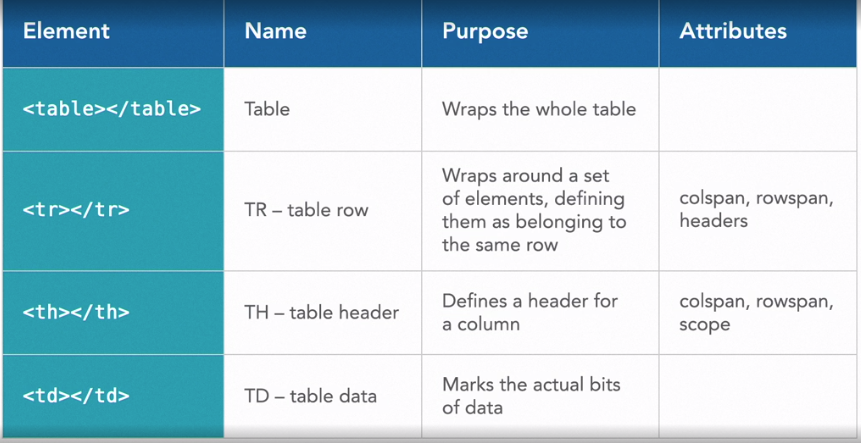 Element Name Purpose Attributes
<table></table> Table Wraps the whole table
<tr></tr> TR – table row Wraps around a set
of elements, defining
them as belonging to
the same row colspan, rowspan,
headers
<th></th> TH – table header Defines a header for
a column colspan, rowspan,
scope
<td></td> TD – table data Marks the actual bits
of data